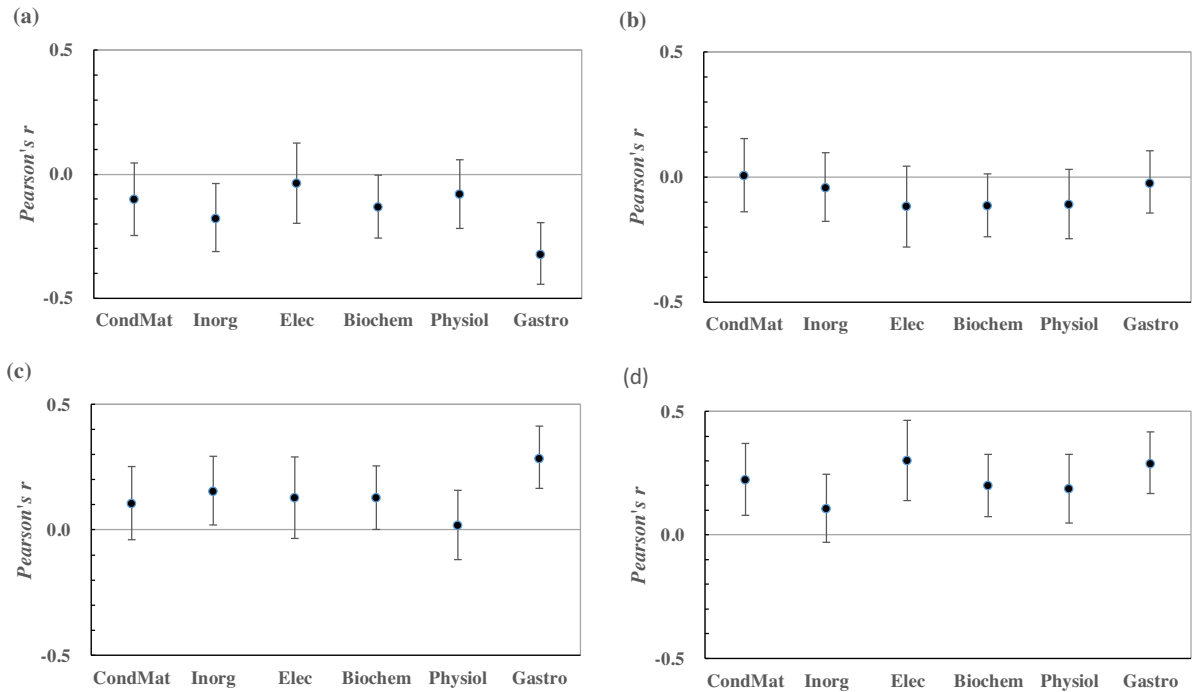 (a)
0.5
0.0
-0.5
Pearson's r
CondMat Inorg Elec Biochem Physiol Gastro
(b)
0.5
0.0
-0.5
Pearson's r
CondMat Inorg Elec Biochem Physiol Gastro
(c)
0.5
0.0
-0.5
Pearson's r
CondMat Inorg Elec Biochem Physiol Gastro
(d)
0.5
0.0
-0.5
Pearson's r
CondMat Inorg Elec Biochem Physiol Gastro